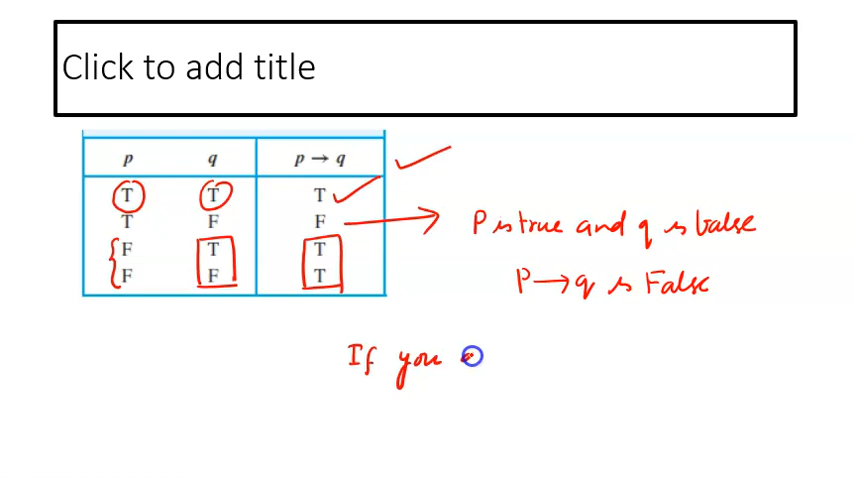 Click to add title
p q p → q
T T T
T F F
F T T
F F T
P is true and q is false
P → q is False
If you